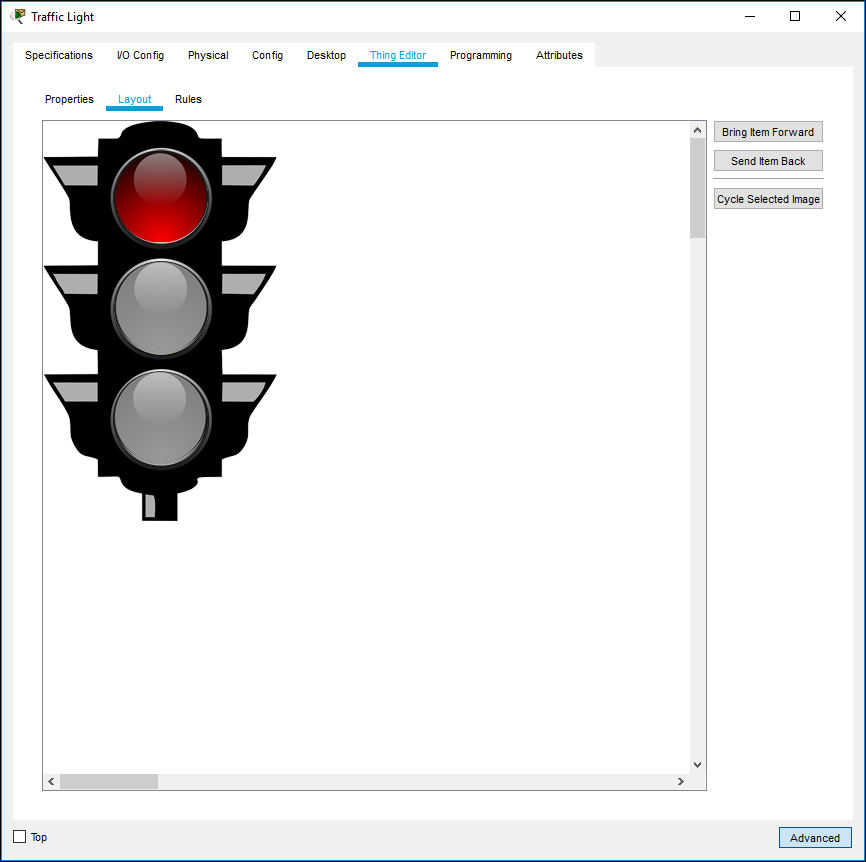 Traffic Light
Specifications I/O Config Physical Config Desktop Thing Editor Programming Attributes
Properties Layout Rules
Bring Item Forward
Send Item Back
Cycle Selected Image
Top
Advanced